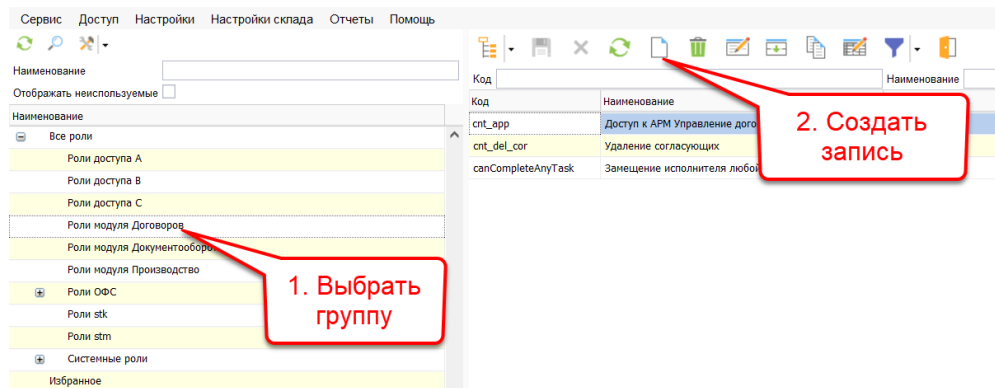 Сервис Доступ Настройки Настройки склада Отчеты Помощь
Наименование
Отображать неиспользуемые
Наименование
Все роли
Роли доступа A
Роли доступа B
Роли доступа C
Роли модуля Договоров
Роли модуля Документооборо
Роли модуля Производство
Роли ОФС
Роли stk
Роли stm
Системные роли
Избранное
1. Выбрать
группу
Код Наименование
Код Наименование
cnt_app Доступ к АРМ Управление дого
cnt_del_cor Удаление согласующих
canCompleteAnyTask Замещение исполнителя любой
2. Создать
запись